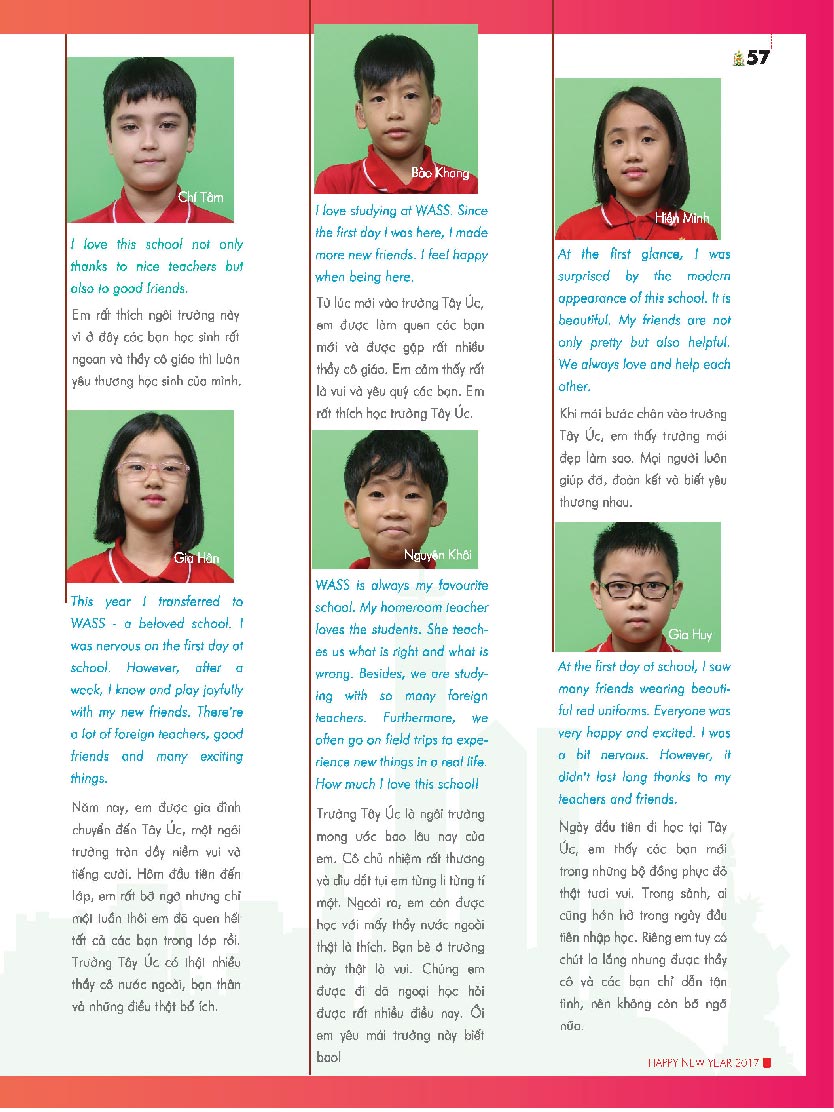 57
Chí Tâm
I love this school not only
thanks to nice teachers but
also to good friends.
Em rất thích ngôi trường này
vì ở đây các bạn học sinh rất
ngoan và thầy cô giáo thì luôn
yêu thương học sinh của mình.
Gia Hân
This year I transferred to
WASS - a beloved school. I
was nervous on the first day at
school. However, after a
week, I know and play joyfully
with my new friends. There're
a lot of foreign teachers, good
friends and many exciting
things.
Năm nay, em được gia đình
chuyển đến Tây Úc, một ngôi
trường tràn đầy niềm vui và
tiếng cười. Hôm đầu tiên đến
lớp, em rất bỡ ngỡ nhưng chỉ
một tuần thôi em đã quen hết
tất cả các bạn trong lớp rồi.
Trường Tây Úc có thật nhiều
thầy cô nước ngoài, bạn thân
và những điều thật bổ ích.
Bảo Khang
I love studying at WASS. Since
the first day I was here, I made
more new friends. I feel happy
when being here.
Từ lúc mới vào trường Tây Úc,
em được làm quen các bạn
mới và được gặp rất nhiều
thầy cô giáo. Em cảm thấy rất
là vui và yêu quý các bạn. Em
rất thích học trường Tây Úc.
Nguyên Khôi
WASS is always my favourite
school. My homeroom teacher
loves the students. She teach-
es us what is right and what is
wrong. Besides, we are study-
ing with so many foreign
teachers. Furthermore, we
often go on field trips to expe-
rience new things in a real life.
How much I love this school!
Trường Tây Úc là ngôi trường
mong ước bao lâu nay của
em. Cô chủ nhiệm rất thương
và dìu dắt tụi em từng li từng tí
một. Ngoài ra, em còn được
học với mấy thầy nước ngoài
thật là thích. Bạn bè ở trường
này thật là vui. Chúng em
được đi dã ngoại học hỏi
được rất nhiều điều nay. Ôi
em yêu mái trường này biết
bao!
Hiền Minh
At the first glance, I was
surprised by the modern
appearance of this school. It is
beautiful. My friends are not
only pretty but also helpful.
We always love and help each
other.
Khi mới bước chân vào trường
Tây Úc, em thấy trường mới
đẹp làm sao. Mọi người luôn
giúp đỡ, đoàn kết và biết yêu
thương nhau.
Gia Huy
At the first day at school, I saw
many friends wearing beauti-
ful red uniforms. Everyone was
very happy and excited. I was
a bit nervous. However, it
didn't last long thanks to my
teachers and friends.
Ngày đầu tiên đi học tại Tây
Úc, em thấy các bạn mới
trong những bộ đồng phục đỏ
thật tươi vui. Trong sảnh, ai
cũng hớn hở trong ngày đầu
tiên nhập học. Riêng em tuy có
chút lo lắng nhưng được thầy
cô và các bạn chỉ dẫn tận
tình, nên không còn bỡ ngỡ
nữa.
HAPPY NEW YEAR 2017